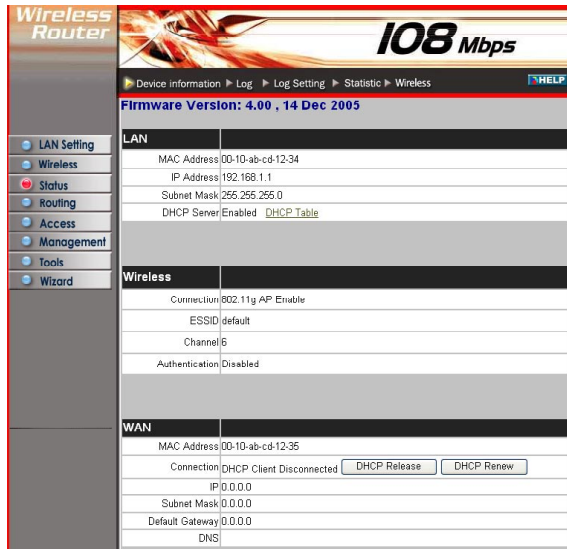 Wireless
Router
108 Mbps
Device information Log Log Setting Statistic Wireless
HELP
Firmware Version: 4.00 , 14 Dec 2005
LAN Setting
Wireless
Status
Routing
Access
Management
Tools
Wizard
LAN
MAC Address 00-10-ab-cd-12-34
IP Address 192.168.1.1
Subnet Mask 255.255.255.0
DHCP Server Enabled DHCP Table
Wireless
Connection 802.11g AP Enable
ESSID default
Channel 6
Authentication Disabled
WAN
MAC Address 00-10-ab-cd-12-35
Connection DHCP Client Disconnected DHCP Release DHCP Renew
IP 0.0.0.0
Subnet Mask 0.0.0.0
Default Gateway 0.0.0.0
DNS